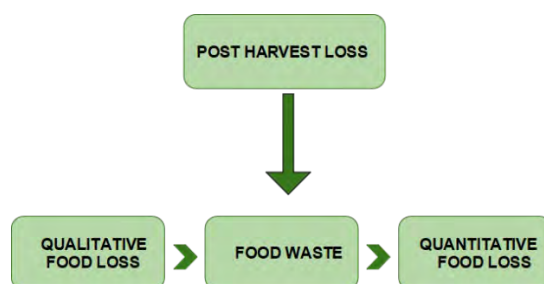 POST HARVEST LOSS
QUALITATIVE
FOOD LOSS
FOOD WASTE
QUANTITATIVE
FOOD LOSS